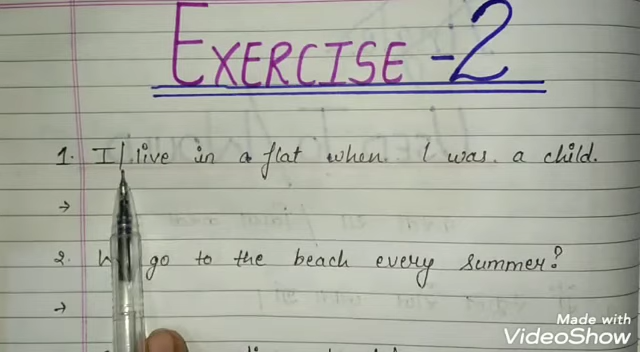 EXERCISE - 2
1. I / live in a flat when I was a child.
→
2. go to the beach every summer?
→
Made with
VideoShow